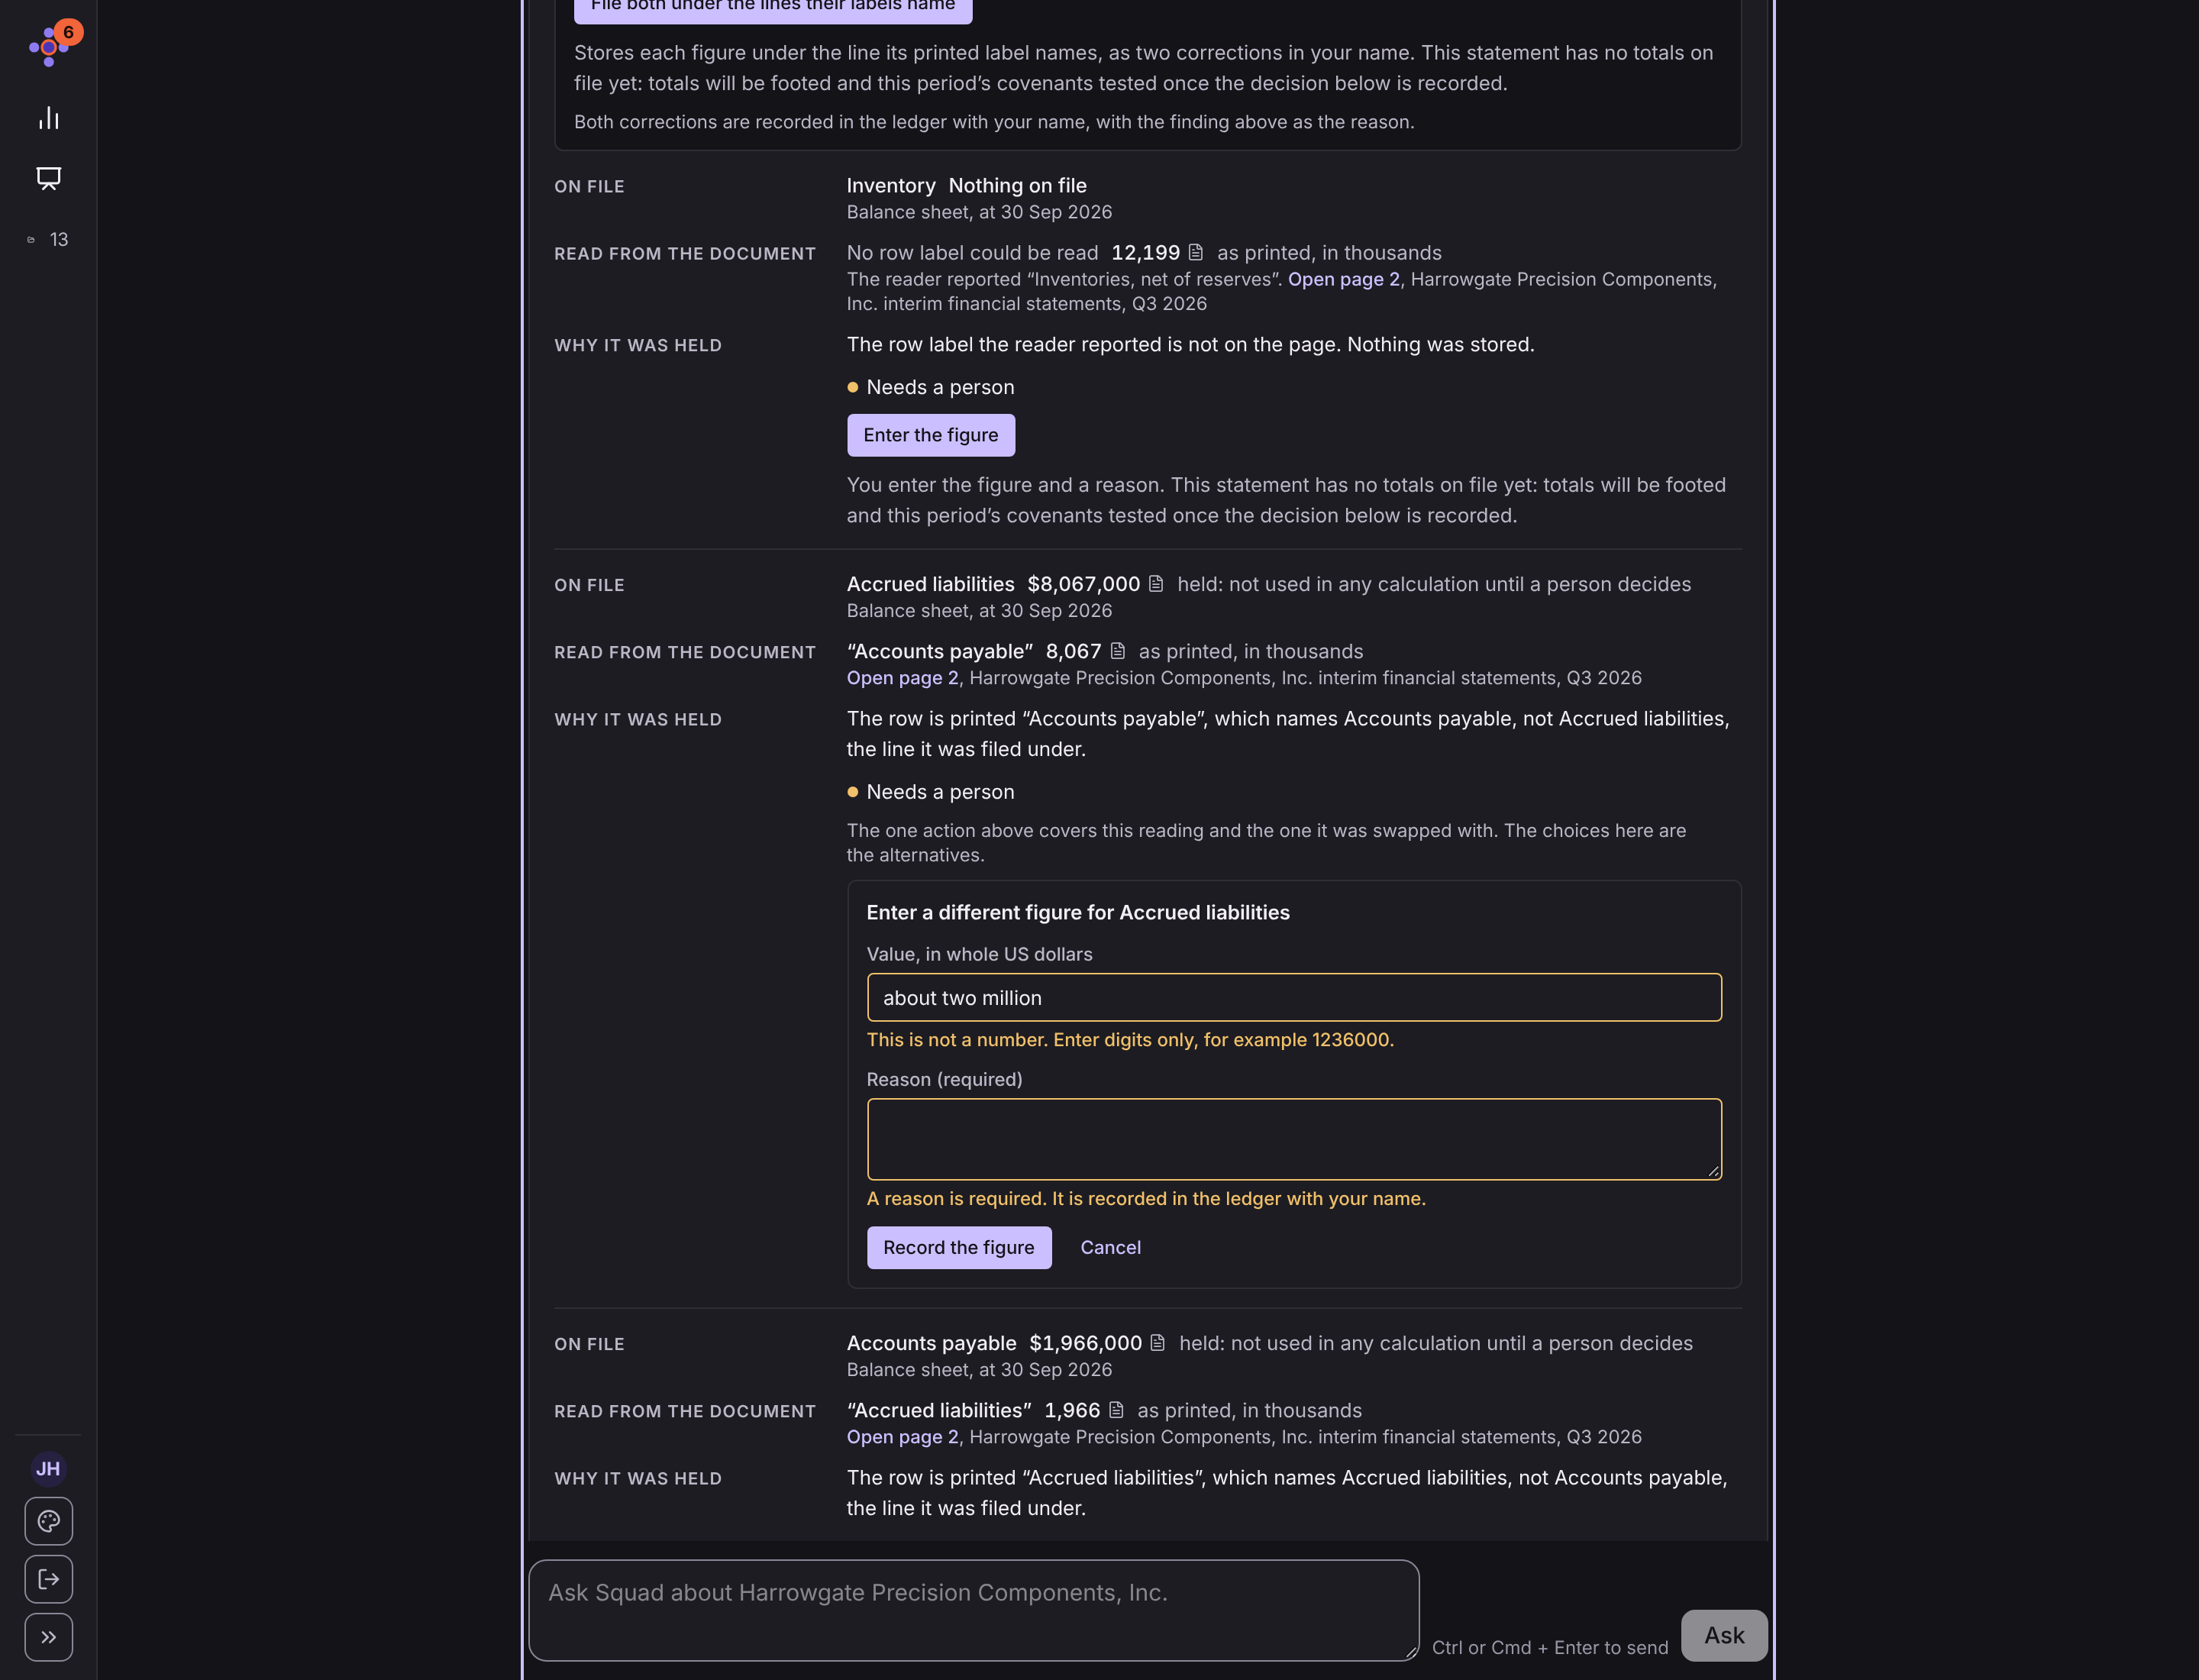 6
13
File both under the lines their labels name
Stores each figure under the line its printed label names, as two corrections in your name. This statement has no totals on
file yet: totals will be footed and this period’s covenants tested once the decision below is recorded.
Both corrections are recorded in the ledger with your name, with the finding above as the reason.
ON FILE
Inventory Nothing on file
Balance sheet, at 30 Sep 2026
READ FROM THE DOCUMENT
No row label could be read 12,199 as printed, in thousands
The reader reported “Inventories, net of reserves”. Open page 2, Harrowgate Precision Components,
Inc. interim financial statements, Q3 2026
WHY IT WAS HELD
The row label the reader reported is not on the page. Nothing was stored.
Needs a person
Enter the figure
You enter the figure and a reason. This statement has no totals on file yet: totals will be footed
and this period’s covenants tested once the decision below is recorded.
ON FILE
Accrued liabilities $8,067,000 held: not used in any calculation until a person decides
Balance sheet, at 30 Sep 2026
READ FROM THE DOCUMENT
“Accounts payable” 8,067 as printed, in thousands
Open page 2, Harrowgate Precision Components, Inc. interim financial statements, Q3 2026
WHY IT WAS HELD
The row is printed “Accounts payable”, which names Accounts payable, not Accrued liabilities,
the line it was filed under.
Needs a person
The one action above covers this reading and the one it was swapped with. The choices here are
the alternatives.
Enter a different figure for Accrued liabilities
Value, in whole US dollars
about two million
This is not a number. Enter digits only, for example 1236000.
Reason (required)
A reason is required. It is recorded in the ledger with your name.
Record the figure
Cancel
ON FILE
Accounts payable $1,966,000 held: not used in any calculation until a person decides
Balance sheet, at 30 Sep 2026
READ FROM THE DOCUMENT
“Accrued liabilities” 1,966 as printed, in thousands
Open page 2, Harrowgate Precision Components, Inc. interim financial statements, Q3 2026
WHY IT WAS HELD
The row is printed “Accrued liabilities”, which names Accrued liabilities, not Accounts payable,
the line it was filed under.
JH
Ask Squad about Harrowgate Precision Components, Inc.
Ctrl or Cmd + Enter to send
Ask